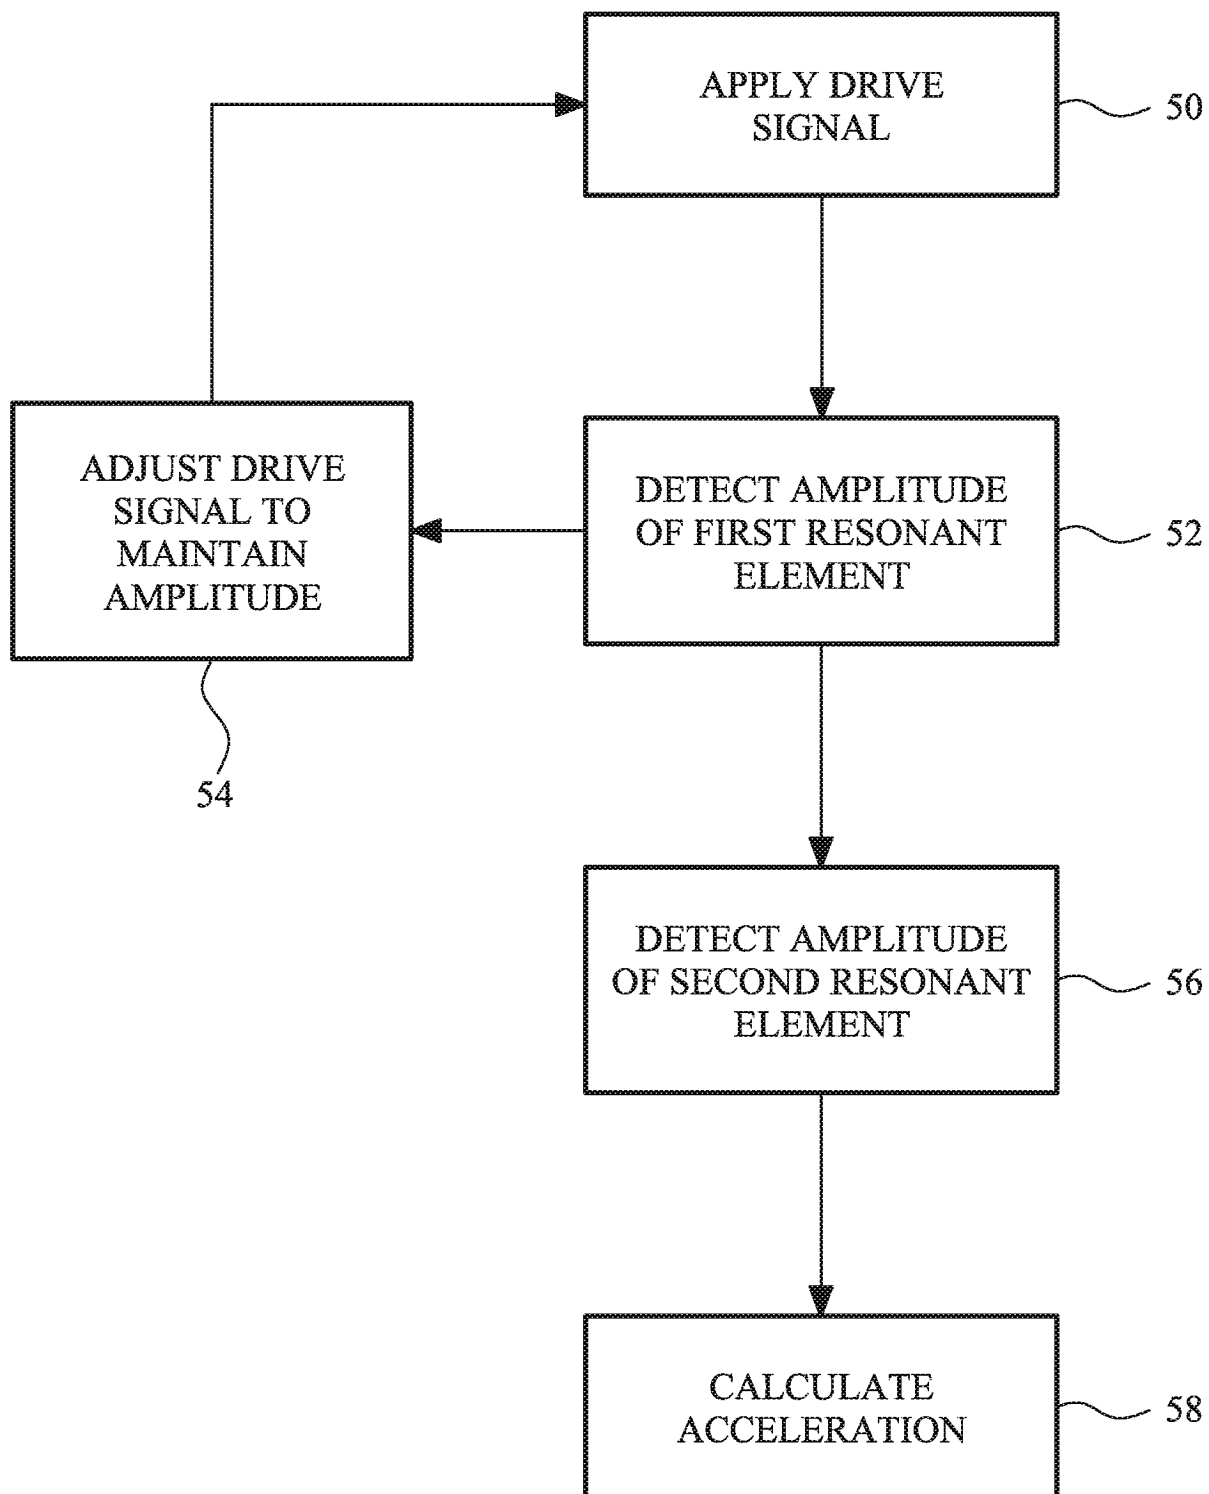 APPLY DRIVE
SIGNAL
50
ADJUST DRIVE
SIGNAL TO
MAINTAIN
AMPLITUDE
54
DETECT AMPLITUDE
OF FIRST RESONANT
ELEMENT
52
DETECT AMPLITUDE
OF SECOND RESONANT
ELEMENT
56
CALCULATE
ACCELERATION
58